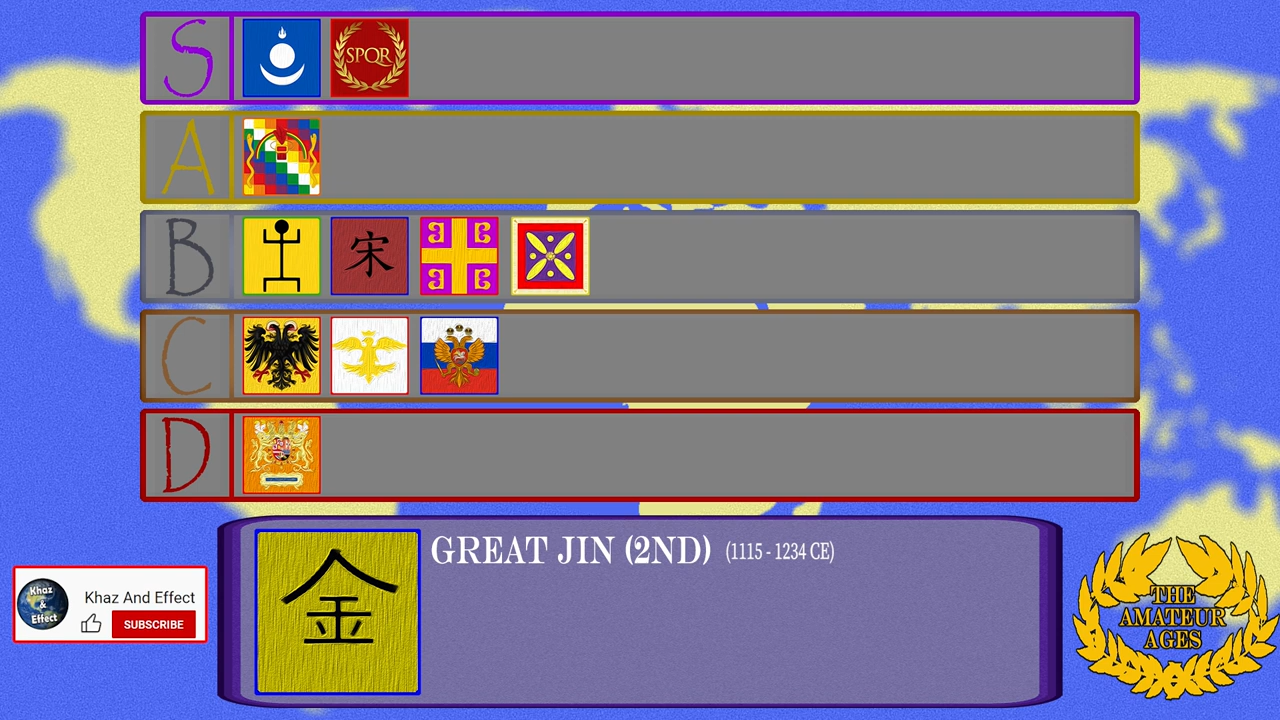 S
SPQR
A
B
宋
C
D
金
GREAT JIN (2ND) (1115 - 1234 CE)
Khaz & Effect
Khaz And Effect
SUBSCRIBE
THE
AMATEUR
AGES